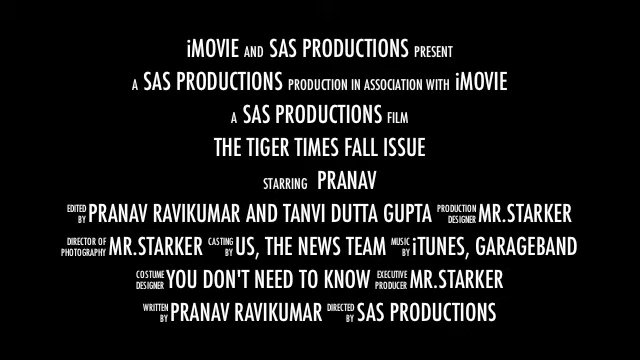 iMOVIE AND SAS PRODUCTIONS PRESENT
A SAS PRODUCTIONS PRODUCTION IN ASSOCIATION WITH iMOVIE
A SAS PRODUCTIONS FILM
THE TIGER TIMES FALL ISSUE
STARRING PRANAV
EDITED BY PRANAV RAVIKUMAR AND TANVI DUTTA GUPTA PRODUCTION DESIGNER MR.STARKER
DIRECTOR OF PHOTOGRAPHY MR.STARKER CASTING BY US, THE NEWS TEAM MUSIC BY iTUNES, GARAGEBAND
COSTUME DESIGNER YOU DON'T NEED TO KNOW EXECUTIVE PRODUCER MR.STARKER
WRITTEN BY PRANAV RAVIKUMAR DIRECTED BY SAS PRODUCTIONS